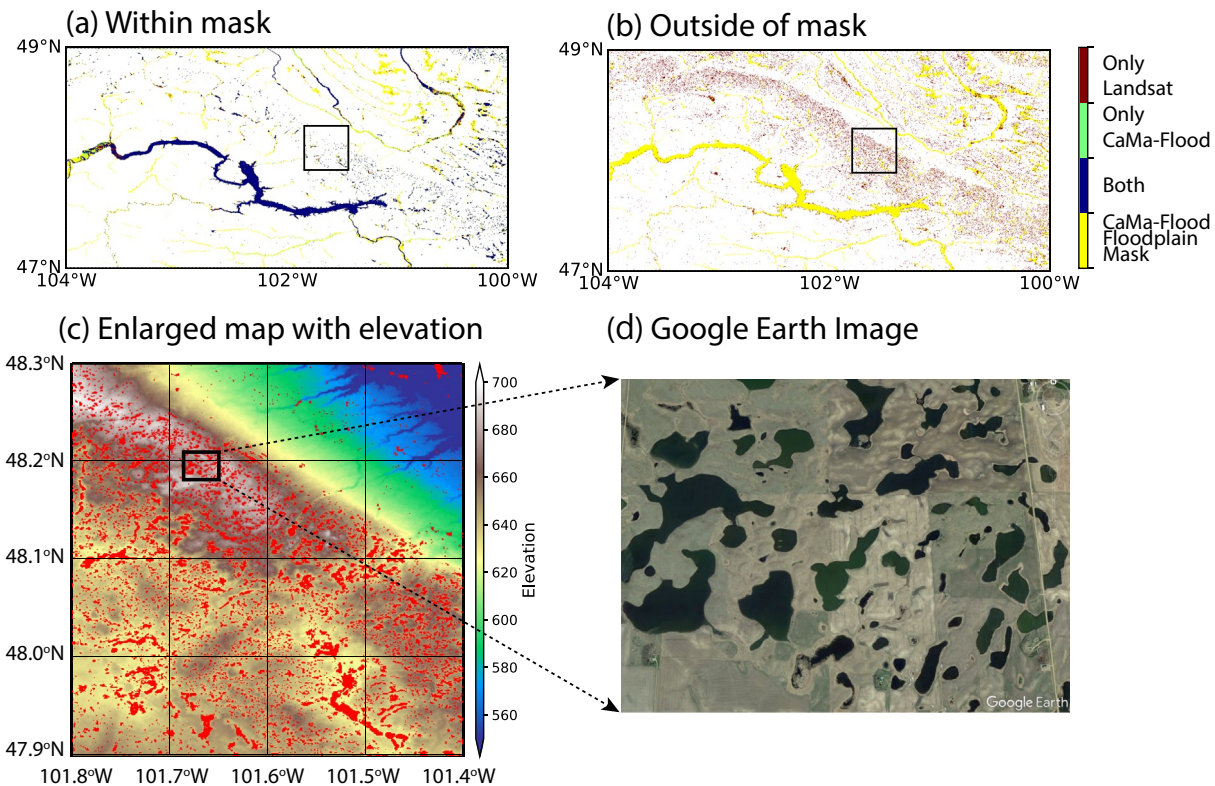 (a) Within mask
49°N
47°N
104°W
102°W
100°W
(b) Outside of mask
49°N
47°N
104°W
102°W
100°W
Only
Landsat
Only
CaMa-Flood
Both
CaMa-Flood
Floodplain
Mask
(c) Enlarged map with elevation
48.3°N
48.2°N
48.1°N
48.0°N
47.9°N
101.8°W
101.7°W
101.6°W
101.5°W
101.4°W
700
680
660
640
620
600
580
560
Elevation
(d) Google Earth Image
Google Earth